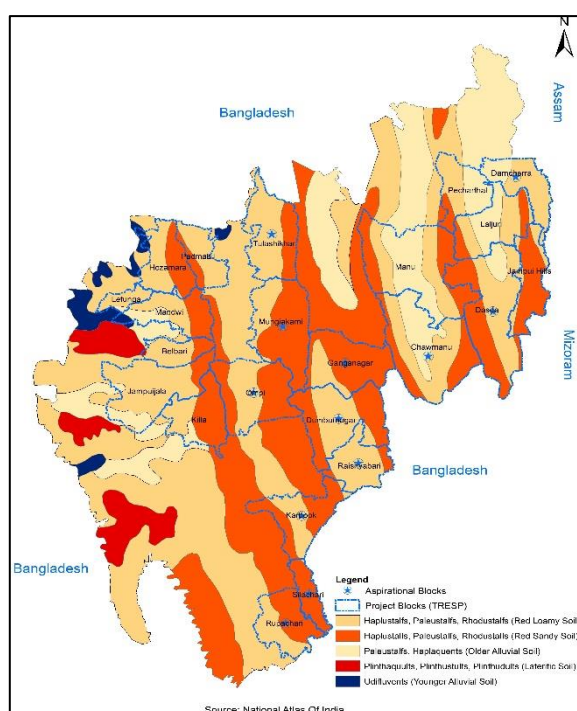 N
Bangladesh
Assam
Damcharra
Pecharthal
Laljuri
Tulashikhar
Padmabil
Hezamara
Manu
Jampui Hills
Lefunga
Mandwi
Dasda
Mungiakami
Belbari
Chawmanu
Ganganagar
Mizoram
Jampuijala
Ompi
Killa
Dumburnagar
Raishyabari
Bangladesh
Karbook
Bangladesh
Silachari
Rupaichari
Legend
Aspirational Blocks
Project Blocks (TRESP)
Haplustalfs, Paleustalfs, Rhodustalfs (Red Loamy Soil)
Haplustalfs, Paleustalfs, Rhodustalfs (Red Sandy Soil)
Paleustalfs, Haplaquents (Older Alluvial Soil)
Plinthaquults, Plinthustults, Plinthudults (Lateritic Soil)
Udifluvents (Younger Alluvial Soil)
Source: National Atlas Of India